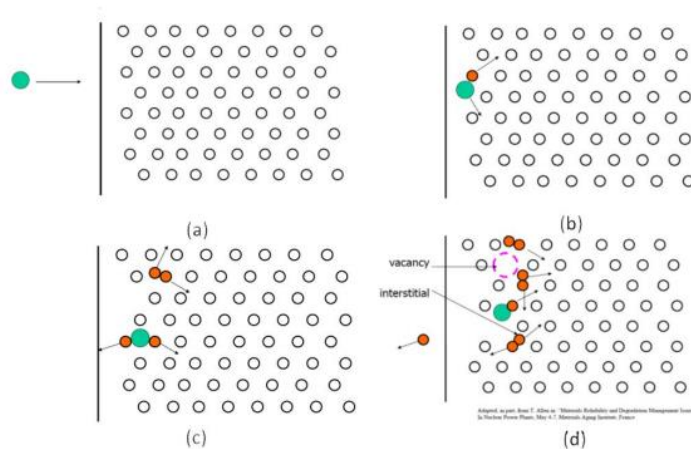 (a)
(b)
(c)
vacancy
interstitial
Adapted, as part, from T. Allen in "Materials Reliability and Degradation Management Issues
In Nuclear Power Plants, May 4-7, Materials Aging Institute, France
(d)